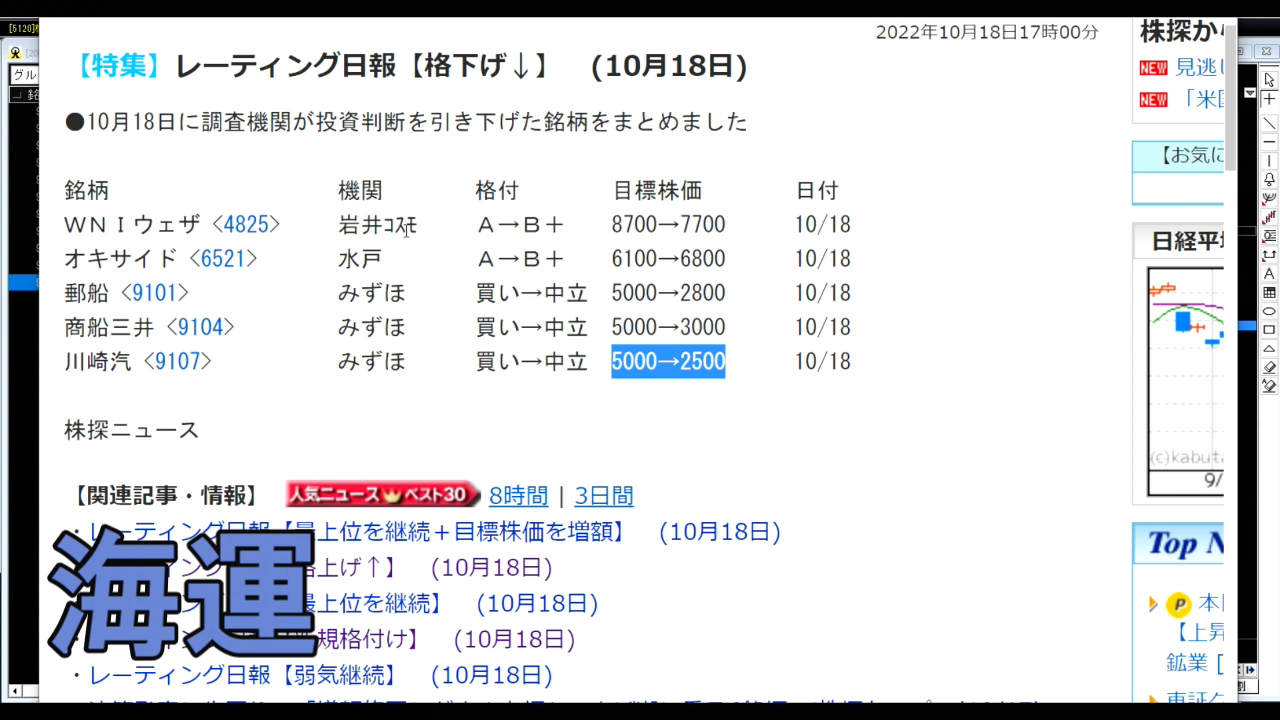 [5120]
2022年10月18日17時00分
株探か
【特集】レーティング日報【格下げ↓】 (10月18日)
グル
NEW 見逃
NEW 「米国
●10月18日に調査機関が投資判断を引き下げた銘柄をまとめました
【お気に
銘柄 機関 格付 目標株価 日付
ＷＮＩウェザ <4825> 岩井ｺｽﾓ Ａ→Ｂ＋ 8700→7700 10/18
オキサイド <6521> 水戸 Ａ→Ｂ＋ 6100→6800 10/18
郵船 <9101> みずほ 買い→中立 5000→2800 10/18
商船三井 <9104> みずほ 買い→中立 5000→3000 10/18
川崎汽 <9107> みずほ 買い→中立 5000→2500 10/18
日経平均
(c)kabuta
9/
株探ニュース
【関連記事・情報】 人気ニュース ベスト30 8時間 | 3日間
・レーティング日報【最上位を継続＋目標株価を増額】 (10月18日)
上げ↑】 (10月18日)
最上位を継続】 (10月18日)
規格付け】 (10月18日)
・レーティング日報【弱気継続】 (10月18日)
海運
Top N
本日
【上昇
鉱業 [
東証グ